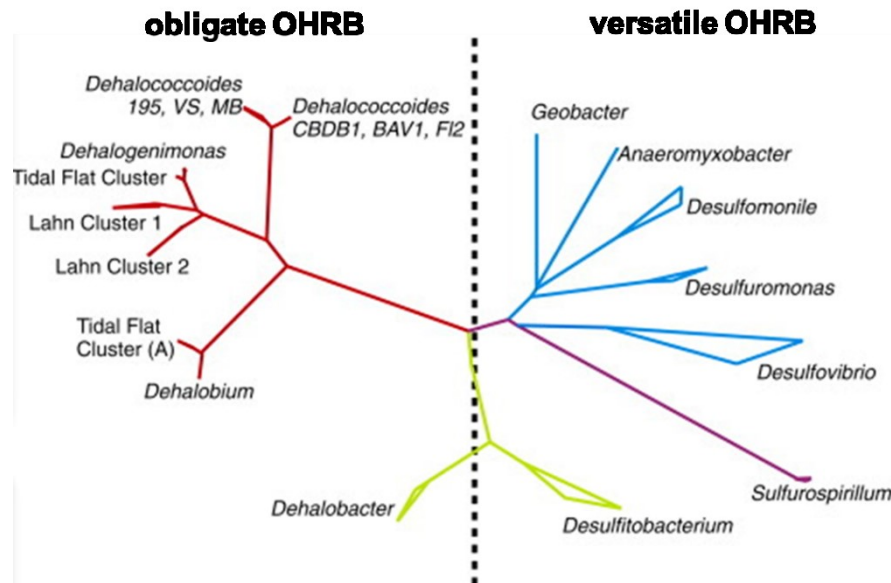 obligate OHRB
versatile OHRB
Dehalococcoides
195, VS, MB
Dehalococcoides
CBDB1, BAV1, Fl2
Dehalogenimonas
Tidal Flat Cluster
Lahn Cluster 1
Lahn Cluster 2
Tidal Flat
Cluster (A)
Dehalobium
Geobacter
Anaeromyxobacter
Desulfomonile
Desulfuromonas
Desulfovibrio
Sulfurospirillum
Dehalobacter
Desulfitobacterium